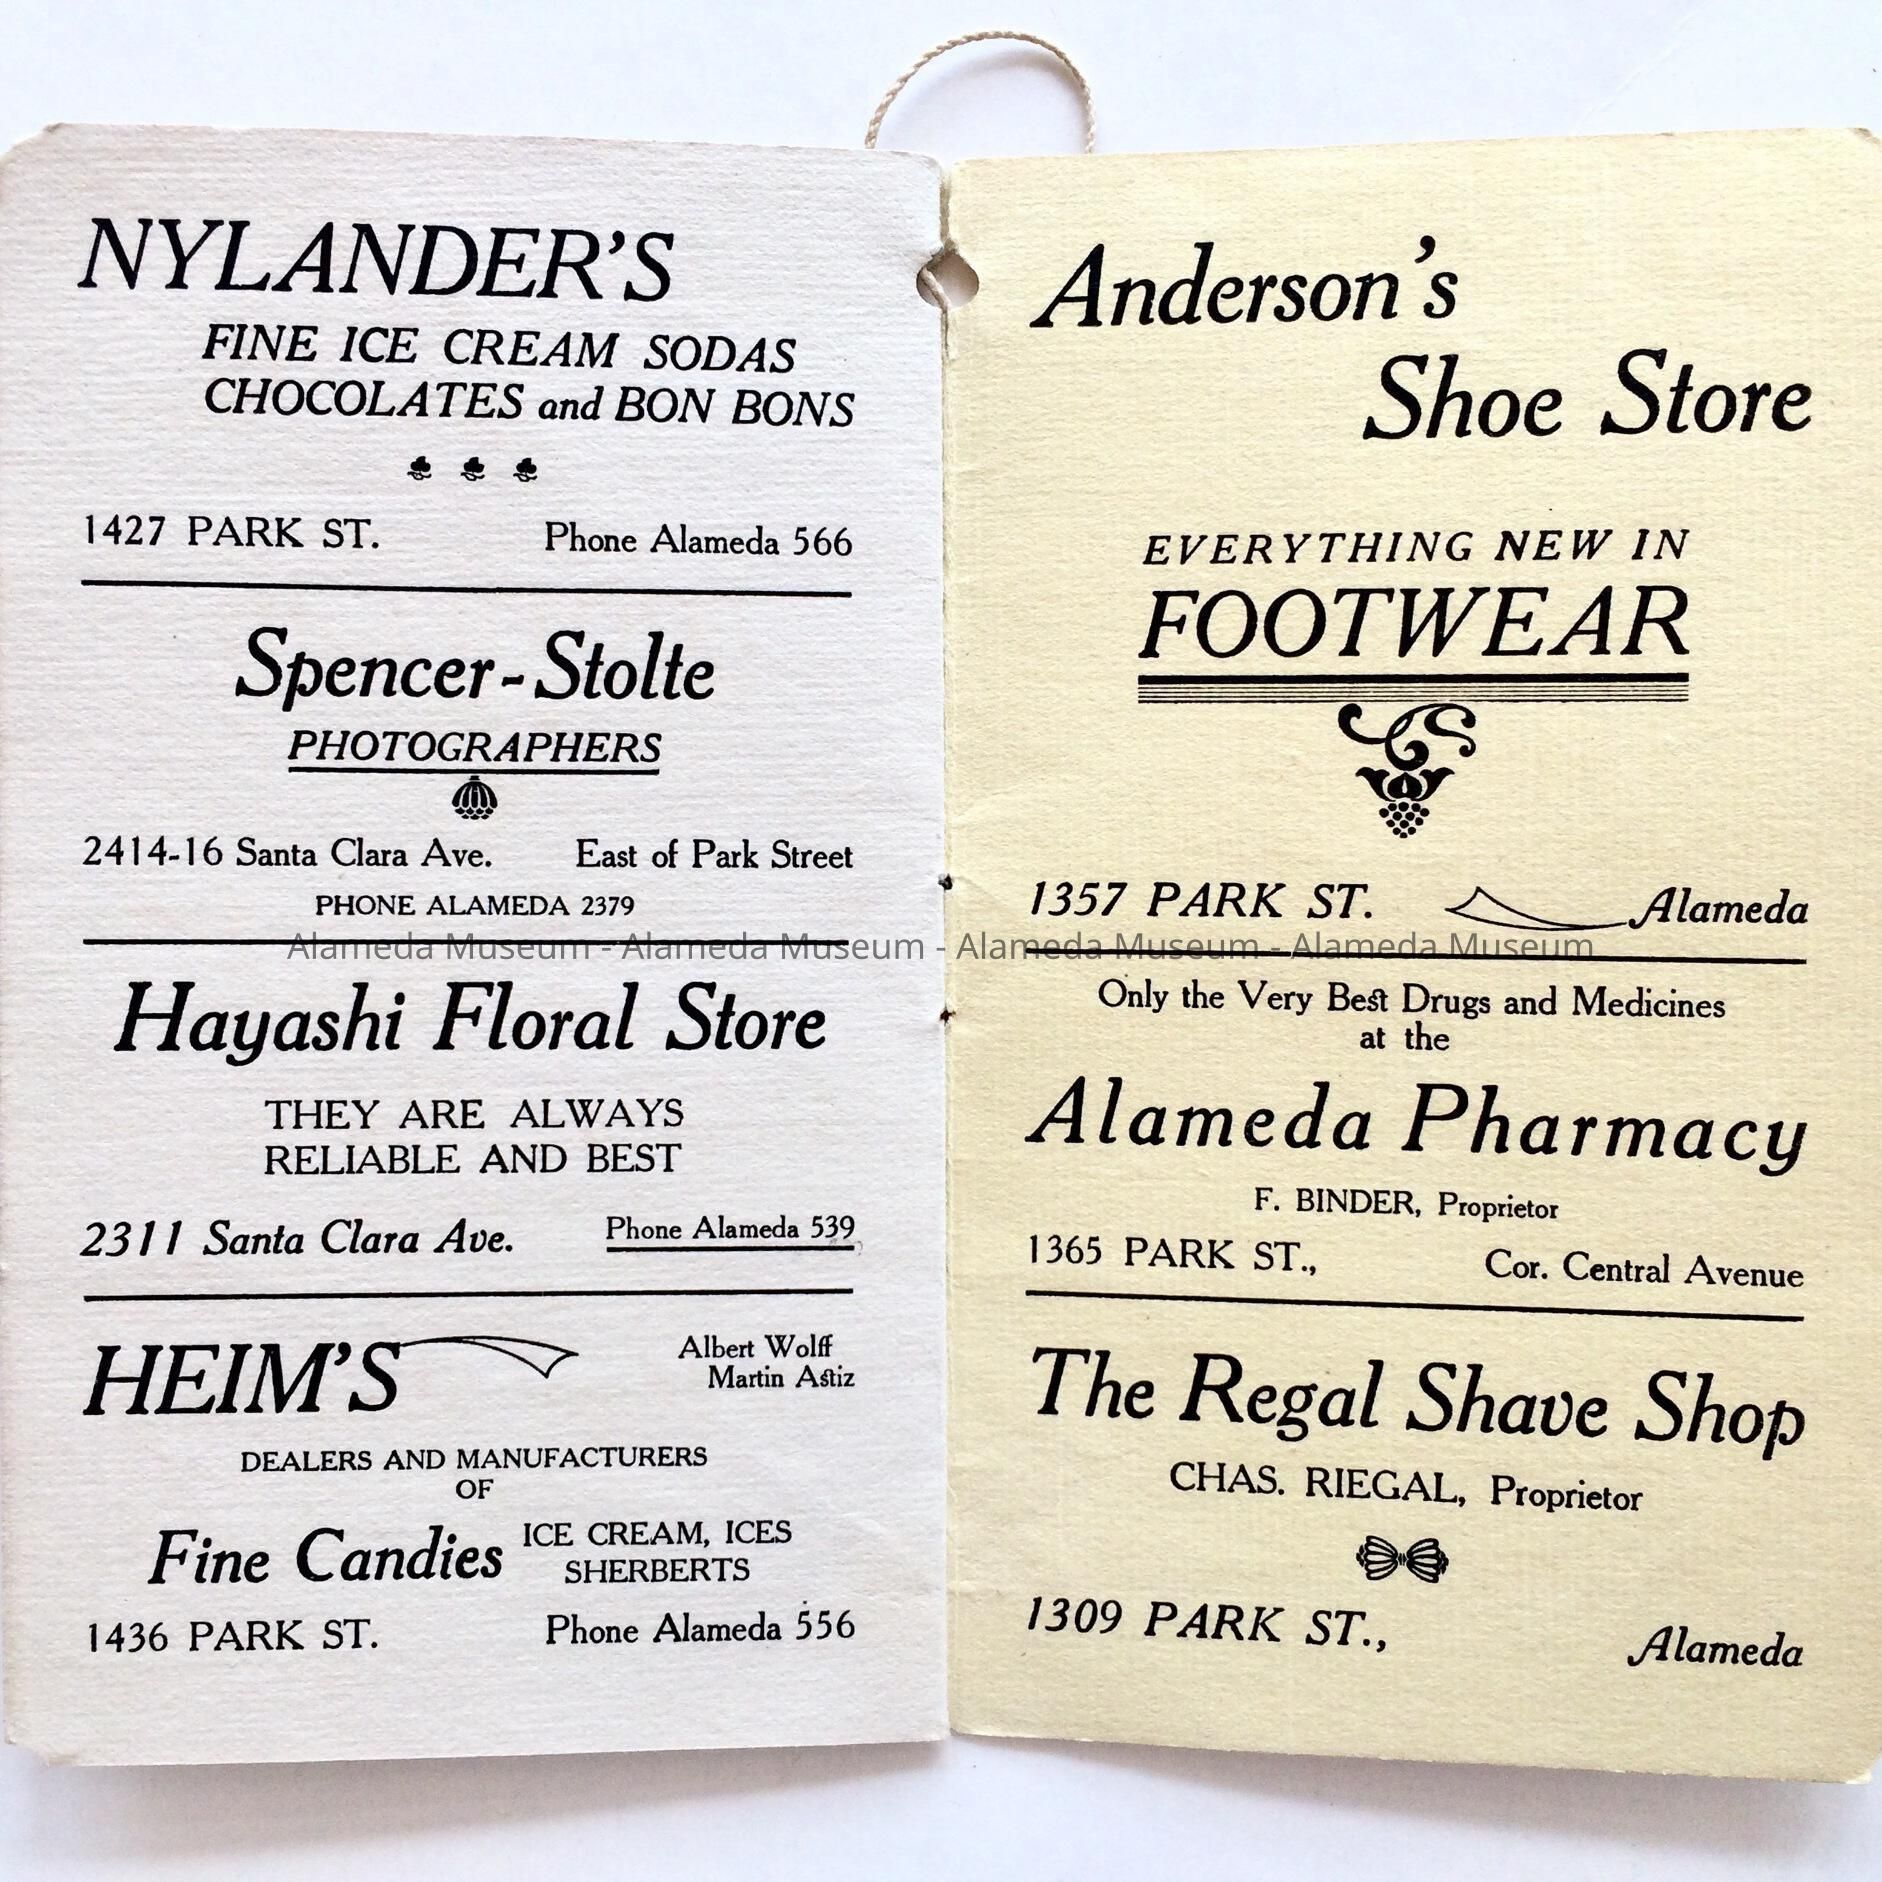 NYLANDER'S
FINE ICE CREAM SODAS
CHOCOLATES and BON BONS
1427 PARK ST. Phone Alameda 566
Spencer-Stolte
PHOTOGRAPHERS
2414-16 Santa Clara Ave. East of Park Street
PHONE ALAMEDA 2379
Hayashi Floral Store
THEY ARE ALWAYS
RELIABLE AND BEST
2311 Santa Clara Ave. Phone Alameda 539
HEIM'S Albert Wolff
Martin Astiz
DEALERS AND MANUFACTURERS
OF
Fine Candies ICE CREAM, ICES
SHERBERTS
1436 PARK ST. Phone Alameda 556
Anderson's
Shoe Store
EVERYTHING NEW IN
FOOTWEAR
1357 PARK ST. Alameda
Only the Very Best Drugs and Medicines
at the
Alameda Pharmacy
F. BINDER, Proprietor
1365 PARK ST., Cor. Central Avenue
The Regal Shave Shop
CHAS. RIEGAL, Proprietor
1309 PARK ST., Alameda
Alameda Museum - Alameda Museum - Alameda Museum - Alameda Museum